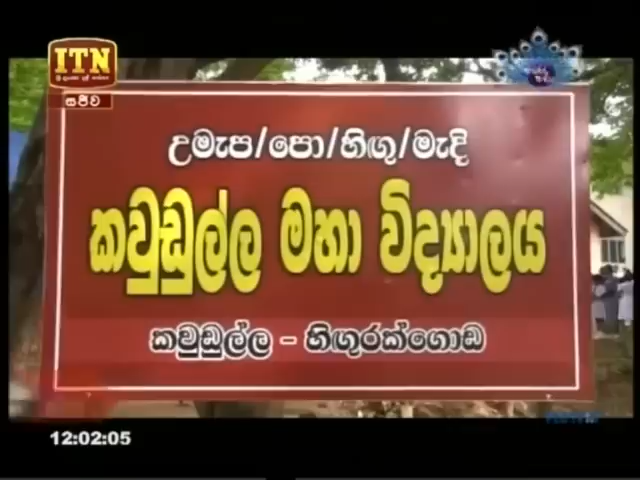 ITN
සජීව
උමැප/පො/හිඟු/මැදි
කවුඩුල්ල මහා විද්‍යාලය
කවුඩුල්ල - හිඟුරක්ගොඩ
12:02:05